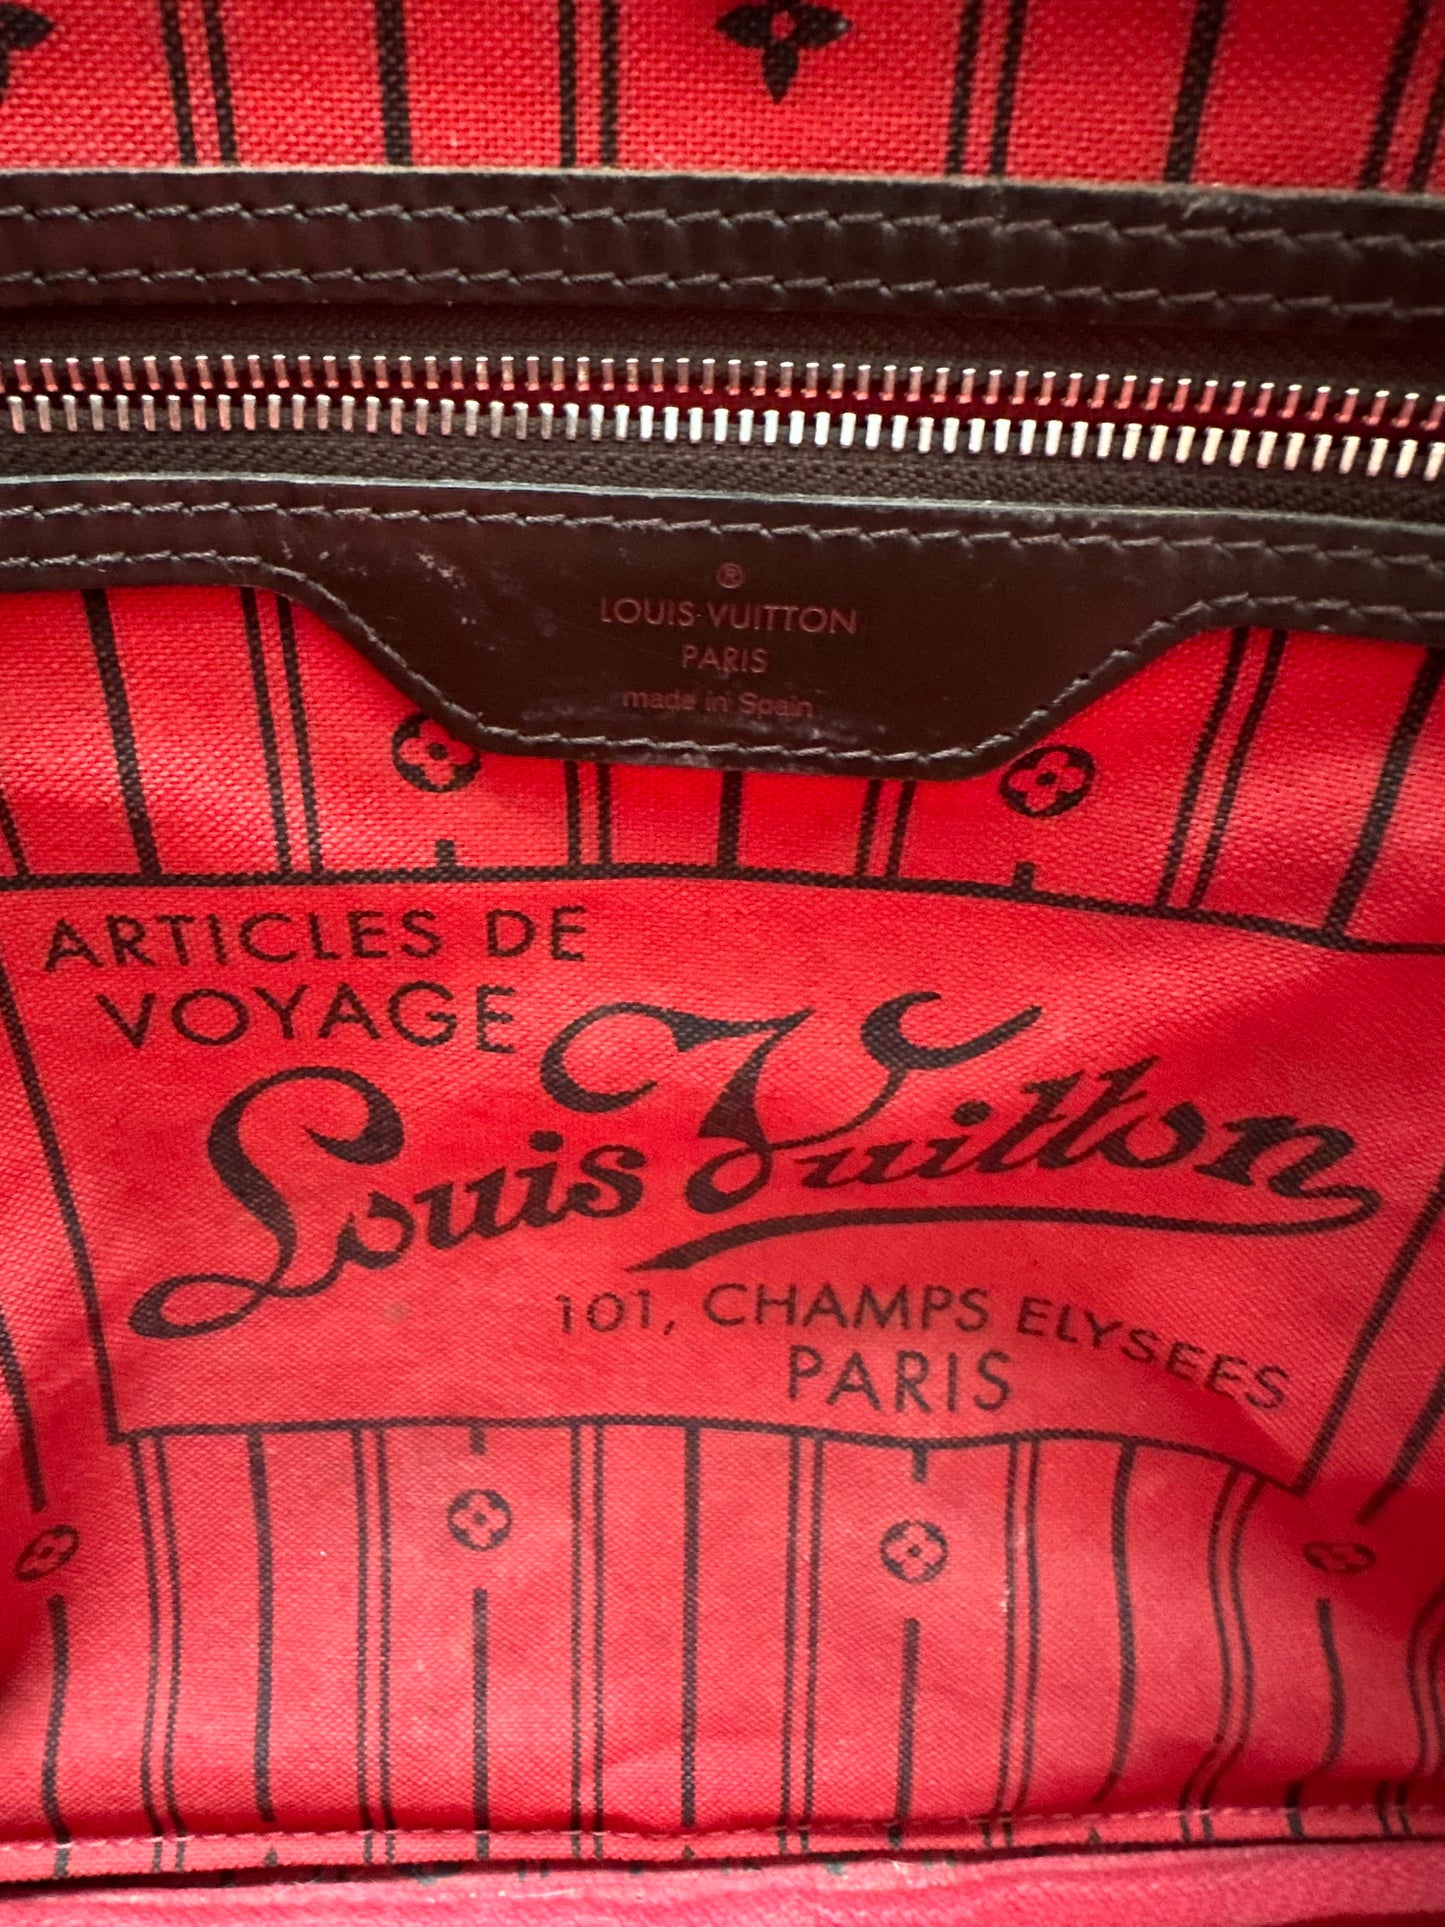 ®
LOUIS VUITTON
PARIS
made in Spain
ARTICLES DE
VOYAGE
Louis Vuitton
101, CHAMPS ELYSEES
PARIS